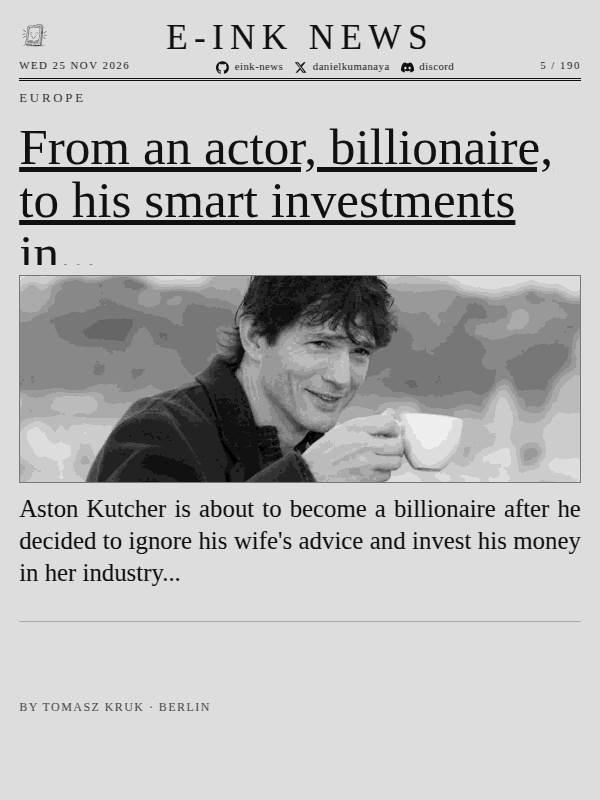 E-INK NEWS
WED 25 NOV 2026
eink-news danielkumanaya discord
5 / 190
EUROPE
From an actor, billionaire,
to his smart investments
in...
Aston Kutcher is about to become a billionaire after he
decided to ignore his wife's advice and invest his money
in her industry...
BY TOMASZ KRUK · BERLIN